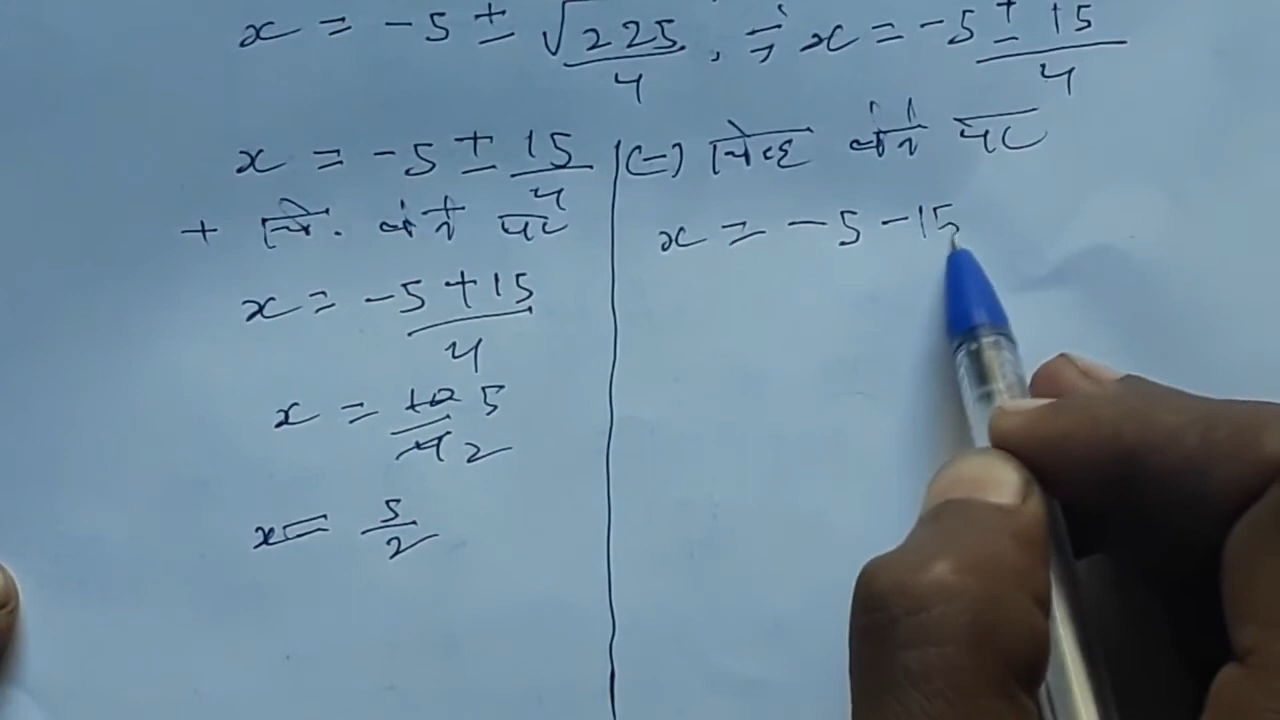 x = -5 ± √225/4 , ∴ x = -5 ± 15/4
x = -5 ± 15/4
+ चि. लेने पर
x = -5 + 15/4
x = 10/4 5/2
x = 5/2
(-) चिन्ह लेने पर
x = -5 - 15